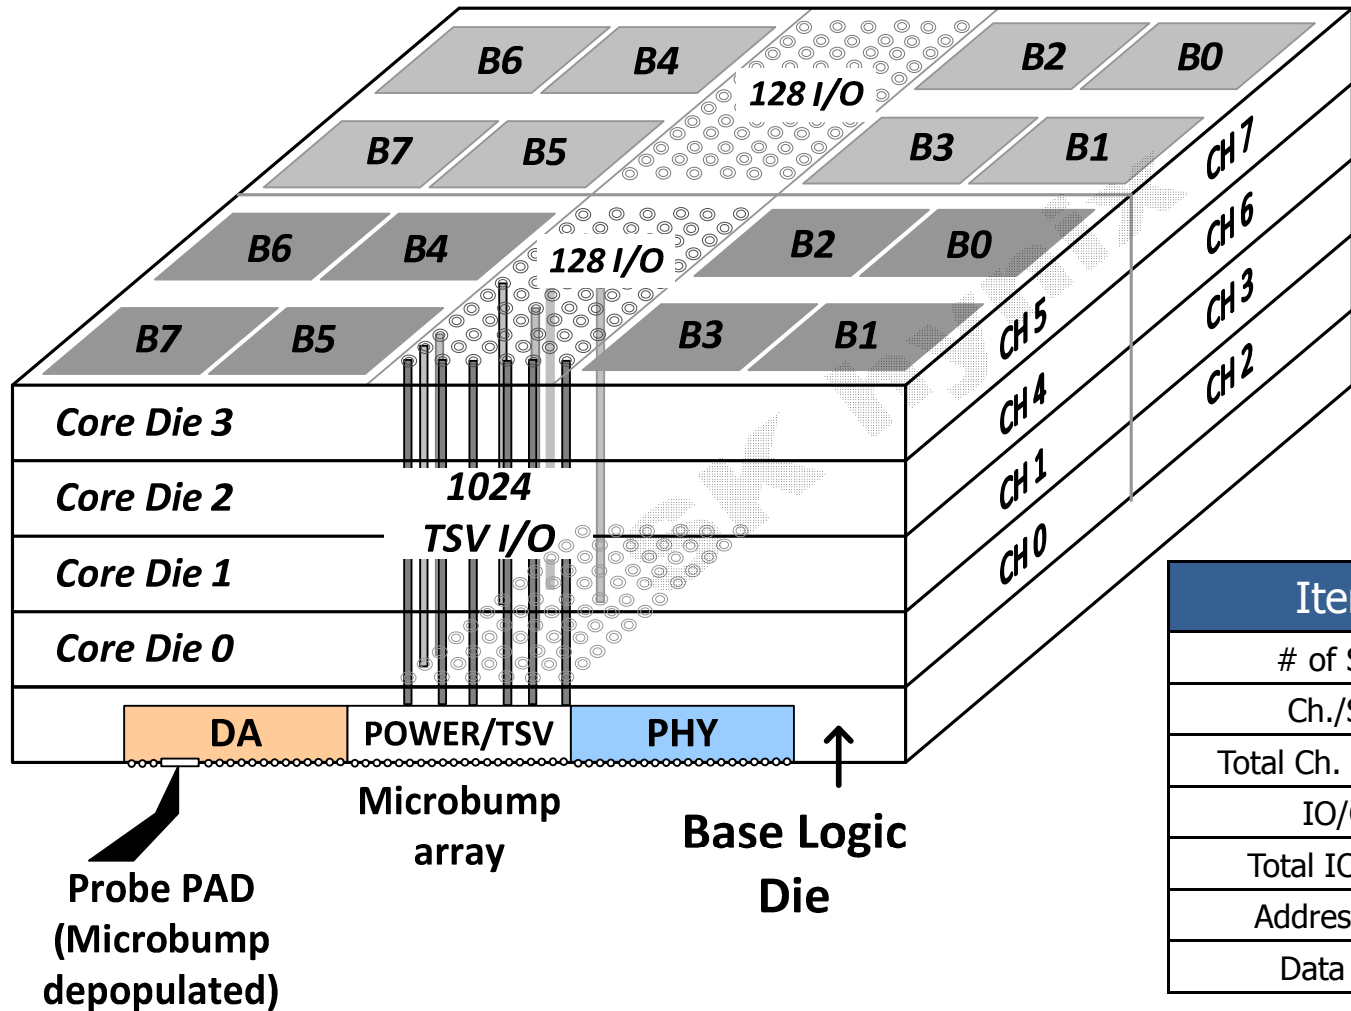 B6 B4 B2 B0
128 I/O
B7 B5 B3 B1
CH 7
B6 B4 B2 B0
128 I/O
CH 6
B7 B5 B3 B1
CH 5
CH 3
Core Die 3
CH 4
CH 2
Core Die 2
1024
TSV I/O
CH 1
Core Die 1
CH 0
Core Die 0
DA POWER/TSV PHY
Microbump
array
Base Logic
Die
Probe PAD
(Microbump
depopulated)
SK hynix
# of
Ch./
Total Ch.
IO/
Total
Data